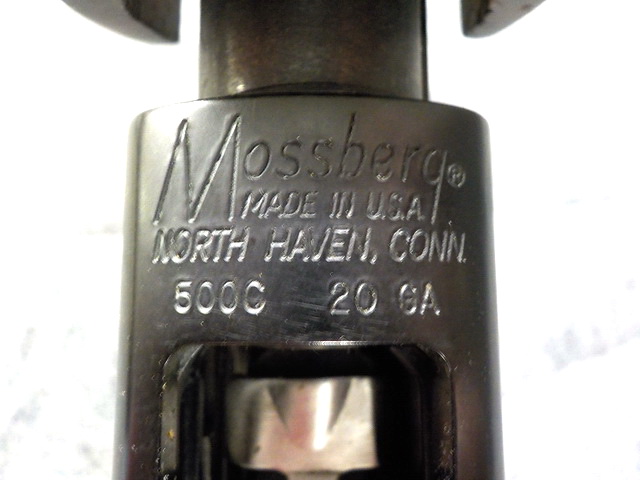 Mossberg®
MADE IN U.S.A.
NORTH HAVEN, CONN.
500C 20 GA